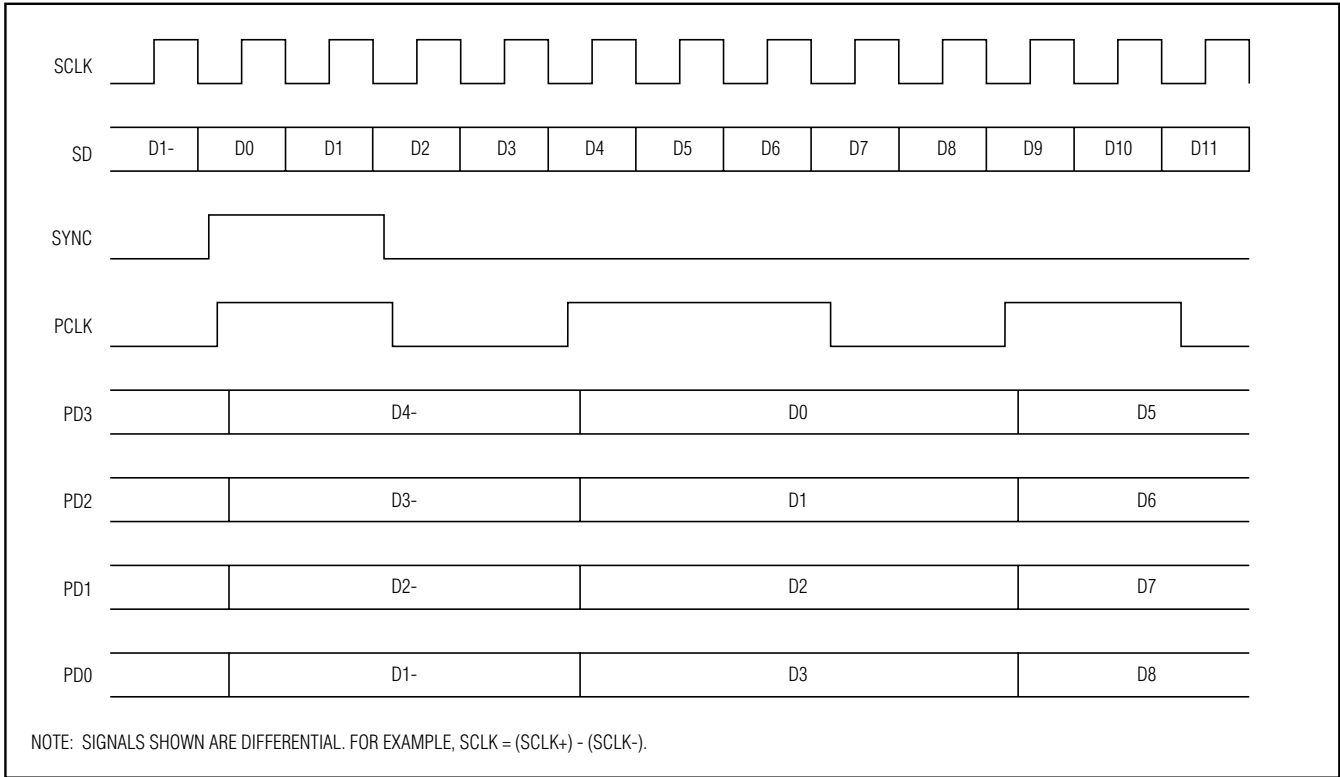 SCLK
SD D1- D0 D1 D2 D3 D4 D5 D6 D7 D8 D9 D10 D11
SYNC
PCLK
PD3 D4- D0 D5
PD2 D3- D1 D6
PD1 D2- D2 D7
PD0 D1- D3 D8
NOTE: SIGNALS SHOWN ARE DIFFERENTIAL. FOR EXAMPLE, SCLK = (SCLK+) - (SCLK-).